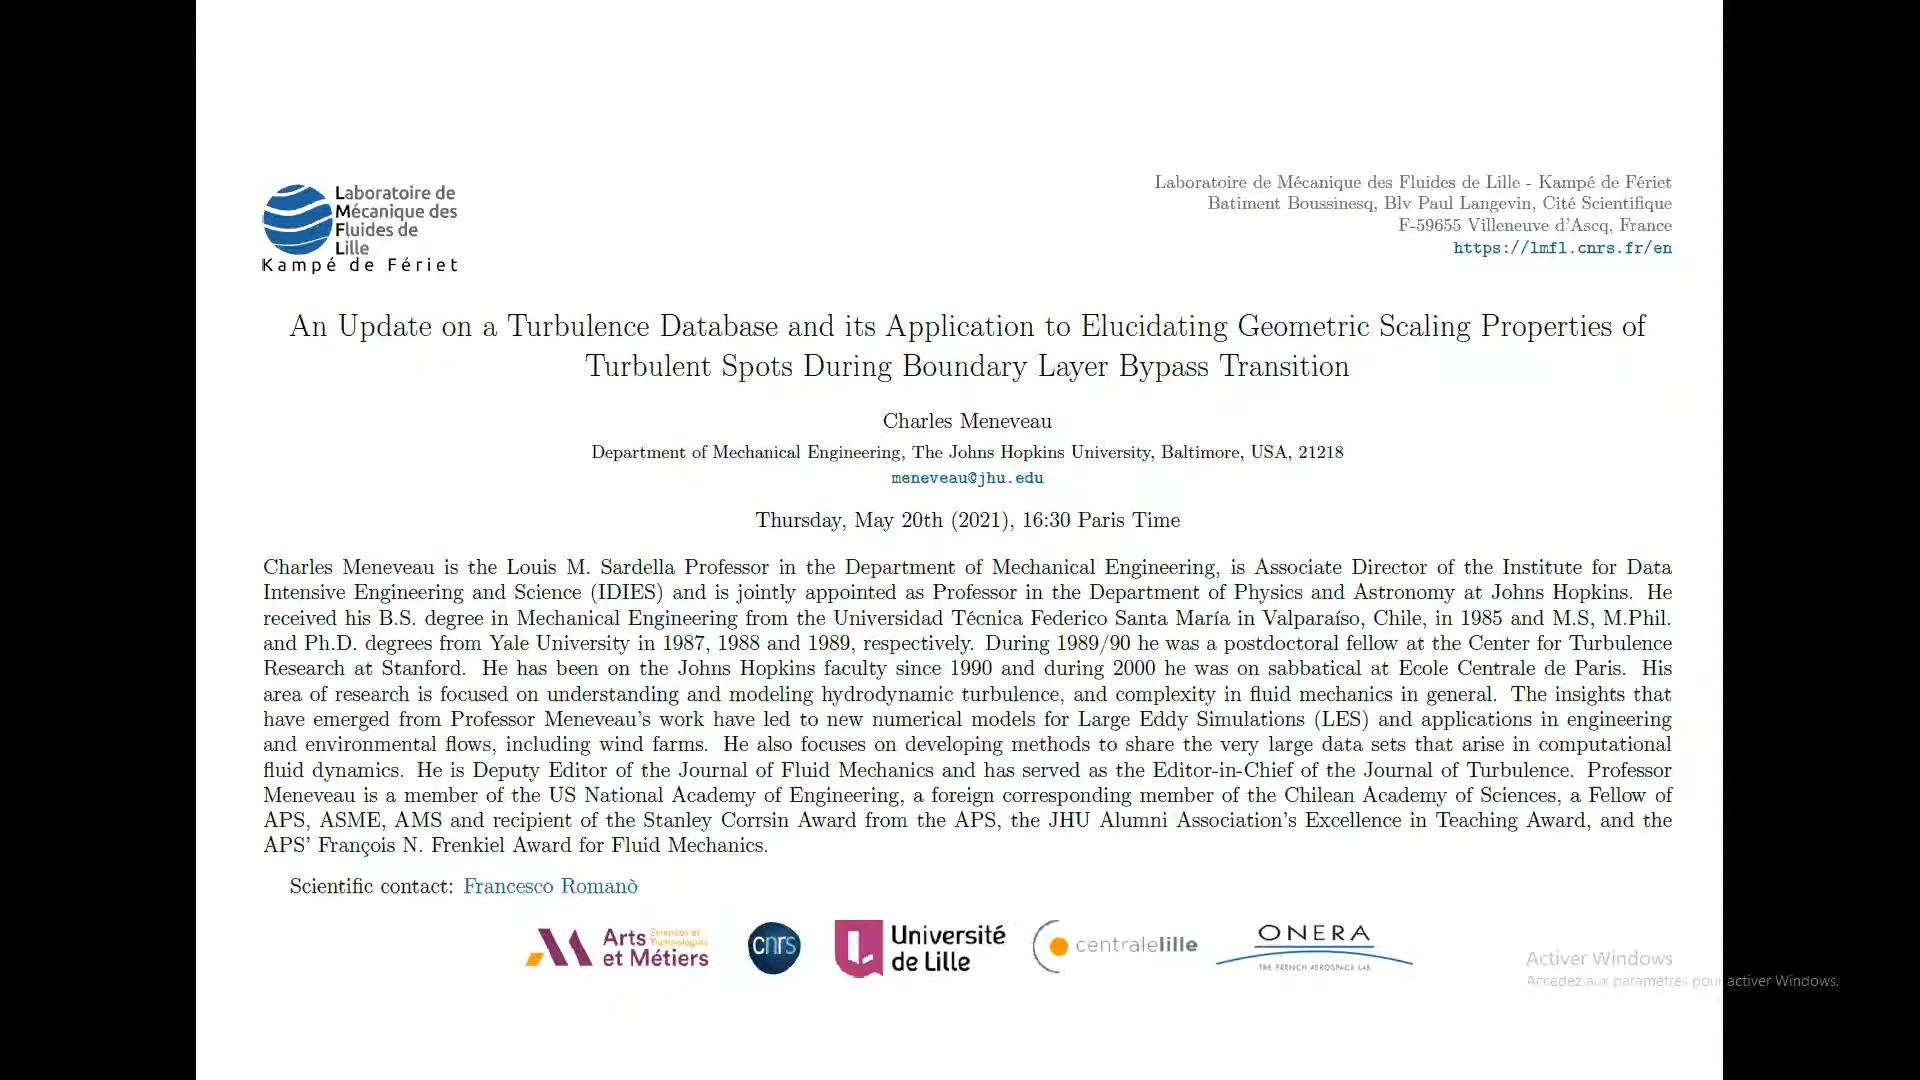 Laboratoire de
Mécanique des
Fluides de
Lille
Kampé de Fériet
Laboratoire de Mécanique des Fluides de Lille - Kampé de Fériet
Batiment Boussinesq, Blv Paul Langevin, Cité Scientifique
F-59655 Villeneuve d'Ascq, France
https://lmfl.cnrs.fr/en
An Update on a Turbulence Database and its Application to Elucidating Geometric Scaling Properties of
Turbulent Spots During Boundary Layer Bypass Transition
Charles Meneveau
Department of Mechanical Engineering, The Johns Hopkins University, Baltimore, USA, 21218
meneveau@jhu.edu
Thursday, May 20th (2021), 16:30 Paris Time
Charles Meneveau is the Louis M. Sardella Professor in the Department of Mechanical Engineering, is Associate Director of the Institute for Data
Intensive Engineering and Science (IDIES) and is jointly appointed as Professor in the Department of Physics and Astronomy at Johns Hopkins. He
received his B.S. degree in Mechanical Engineering from the Universidad Técnica Federico Santa María in Valparaíso, Chile, in 1985 and M.S, M.Phil.
and Ph.D. degrees from Yale University in 1987, 1988 and 1989, respectively. During 1989/90 he was a postdoctoral fellow at the Center for Turbulence
Research at Stanford. He has been on the Johns Hopkins faculty since 1990 and during 2000 he was on sabbatical at Ecole Centrale de Paris. His
area of research is focused on understanding and modeling hydrodynamic turbulence, and complexity in fluid mechanics in general. The insights that
have emerged from Professor Meneveau's work have led to new numerical models for Large Eddy Simulations (LES) and applications in engineering
and environmental flows, including wind farms. He also focuses on developing methods to share the very large data sets that arise in computational
fluid dynamics. He is Deputy Editor of the Journal of Fluid Mechanics and has served as the Editor-in-Chief of the Journal of Turbulence. Professor
Meneveau is a member of the US National Academy of Engineering, a foreign corresponding member of the Chilean Academy of Sciences, a Fellow of
APS, ASME, AMS and recipient of the Stanley Corrsin Award from the APS, the JHU Alumni Association's Excellence in Teaching Award, and the
APS' François N. Frenkiel Award for Fluid Mechanics.
Scientific contact: Francesco Romanò
Arts Sciences et Technologies
et Métiers
cnrs
Université
de Lille
centralelille
ONERA
THE FRENCH AEROSPACE LAB
Activer Windows
Accédez aux paramètres pour activer Windows.